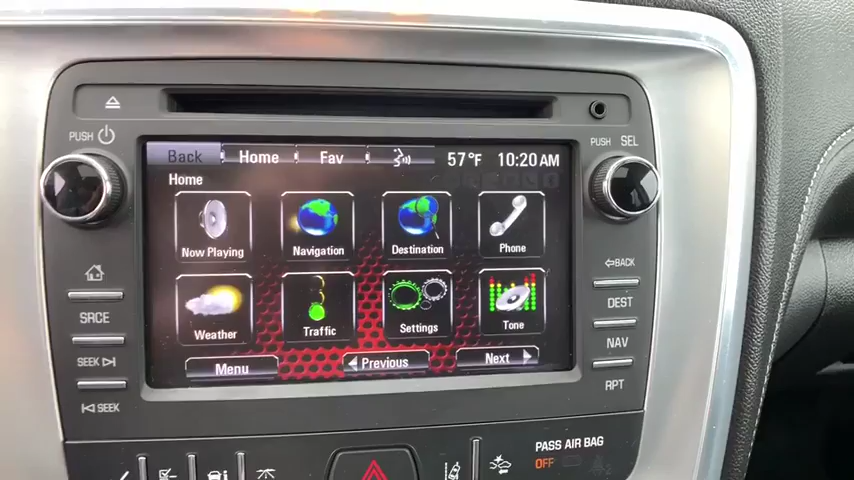 PUSH
PUSH SEL
Back Home Fav 57°F 10:20 AM
Home
Now Playing Navigation Destination Phone
Weather Traffic Settings Tone
Menu Previous Next
SRCE
SEEK
SEEK
BACK
DEST
NAV
RPT
PASS AIR BAG
OFF